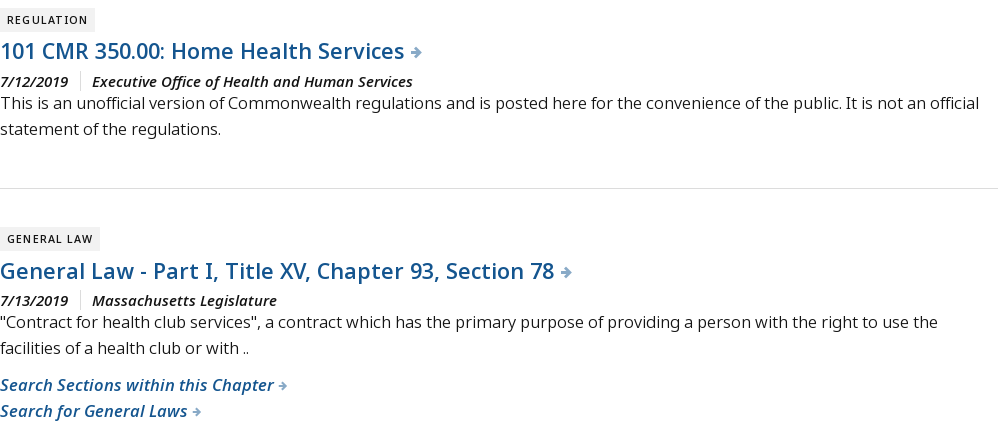 REGULATION
101 CMR 350.00: Home Health Services
7/12/2019 Executive Office of Health and Human Services
This is an unofficial version of Commonwealth regulations and is posted here for the convenience of the public. It is not an official
statement of the regulations.
GENERAL LAW
General Law - Part I, Title XV, Chapter 93, Section 78
7/13/2019 Massachusetts Legislature
"Contract for health club services", a contract which has the primary purpose of providing a person with the right to use the
facilities of a health club or with ..
Search Sections within this Chapter
Search for General Laws